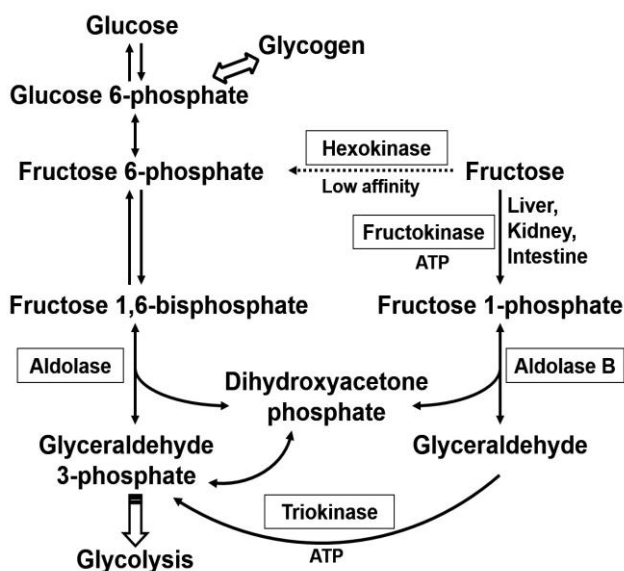 Glucose
Glycogen
Glucose 6-phosphate
Hexokinase
Fructose 6-phosphate
Low affinity
Fructose
Fructokinase
ATP
Liver,
Kidney,
Intestine
Fructose 1,6-bisphosphate
Fructose 1-phosphate
Aldolase
Dihydroxyacetone
phosphate
Aldolase B
Glyceraldehyde
3-phosphate
Glyceraldehyde
Triokinase
ATP
Glycolysis